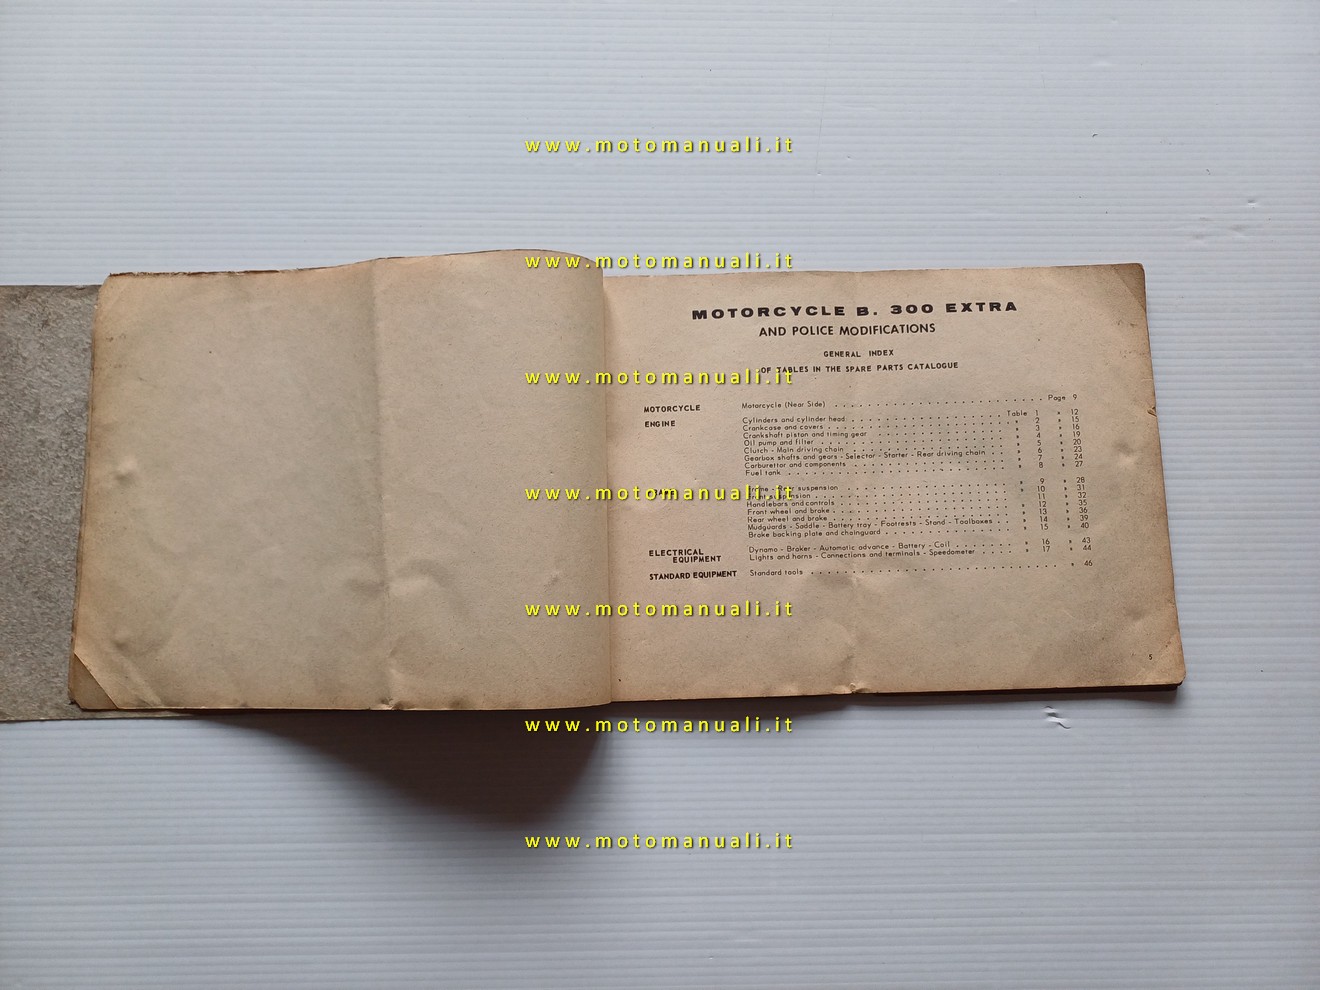 www.motomanuali.it
www.motomanuali.it
MOTORCYCLE B. 300 EXTRA
AND POLICE MODIFICATIONS
GENERAL INDEX
OF TABLES IN THE SPARE PARTS CATALOGUE
www.motomanuali.it
MOTORCYCLE Motorcycle (Near Side) . . . . . Page 9
ENGINE Cylinders and cylinder head . . . . . Table 1 » 12
Crankcase and covers . . . . . » 2 » 15
Crankshaft piston and timing gear . . . . . » 3 » 16
Oil pump and filter . . . . . » 4 » 19
Clutch - Main driving chain . . . . . » 5 » 20
Gearbox shafts and gears - Selector - Starter - Rear driving chain . . » 6 » 23
Carburettor and components . . . . . » 7 » 24
Fuel tank . . . . . » 8 » 27
suspension . . . . . » 9 » 28
suspension . . . . . » 10 » 31
www.motomanuali.it
Handlebars and controls . . . . . 11 » 32
Front wheel and brake . . . . . » 12 » 35
Rear wheel and brake . . . . . » 13 » 36
Mudguards - Saddle - Battery tray - Footrests - Stand - Toolboxes . . » 14 » 39
Brake backing plate and chainguard . . . . . » 15 » 40
ELECTRICAL
EQUIPMENT
Dynamo - Braker - Automatic advance - Battery - Coil . . . . . » 16 » 43
Lights and horns - Connections and terminals - Speedometer . . . . » 17 » 44
STANDARD EQUIPMENT Standard tools . . . . . » 46
www.motomanuali.it
5
www.motomanuali.it
www.motomanuali.it